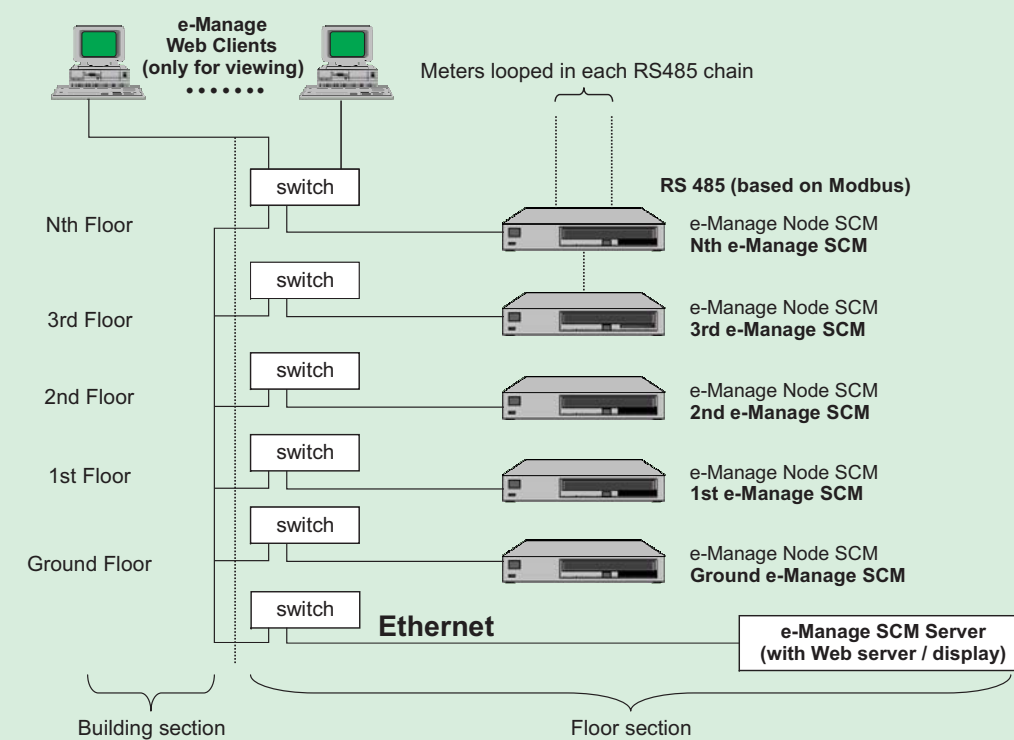 e-Manage
Web Clients
(only for viewing)
Meters looped in each RS485 chain
switch
RS 485 (based on Modbus)
Nth Floor
e-Manage Node SCM
Nth e-Manage SCM
switch
3rd Floor
e-Manage Node SCM
3rd e-Manage SCM
switch
2nd Floor
e-Manage Node SCM
2nd e-Manage SCM
switch
1st Floor
e-Manage Node SCM
1st e-Manage SCM
switch
Ground Floor
e-Manage Node SCM
Ground e-Manage SCM
switch
Ethernet
e-Manage SCM Server
(with Web server / display)
Building section
Floor section